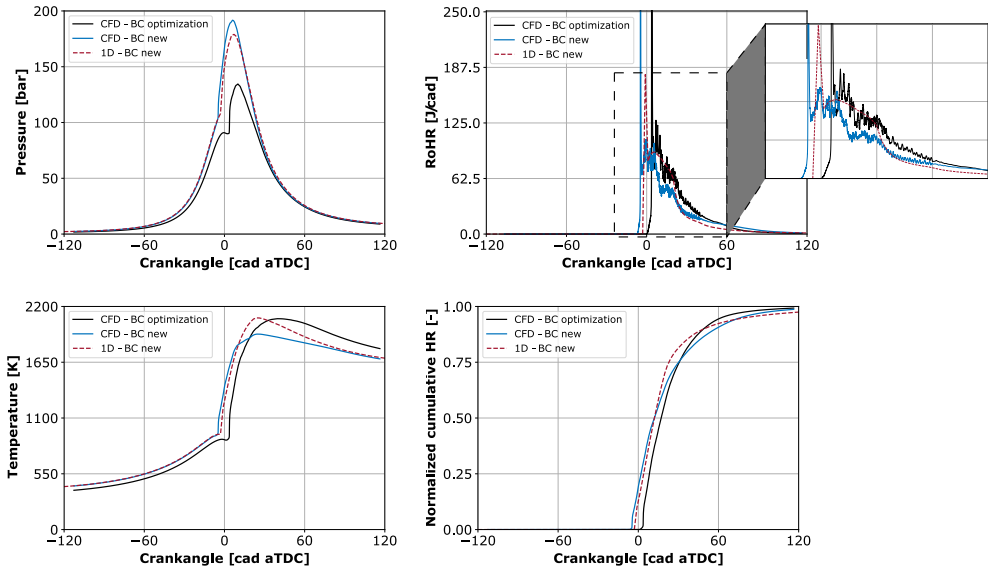 CFD – BC optimization
CFD – BC new
1D – BC new
200
150
100
50
0
Pressure [bar]
−120
−60
0
60
120
Crankangle [cad aTDC]
CFD – BC optimization
CFD – BC new
1D – BC new
250.0
187.5
125.0
62.5
0.0
RoHR [J/cad]
−120
−60
0
60
120
Crankangle [cad aTDC]
CFD – BC optimization
CFD – BC new
1D – BC new
2200
1650
1100
550
0
Temperature [K]
−120
−60
0
60
120
Crankangle [cad aTDC]
CFD – BC optimization
CFD – BC new
1D – BC new
1.00
0.75
0.50
0.25
0.00
Normalized cumulative HR [-]
−120
−60
0
60
120
Crankangle [cad aTDC]